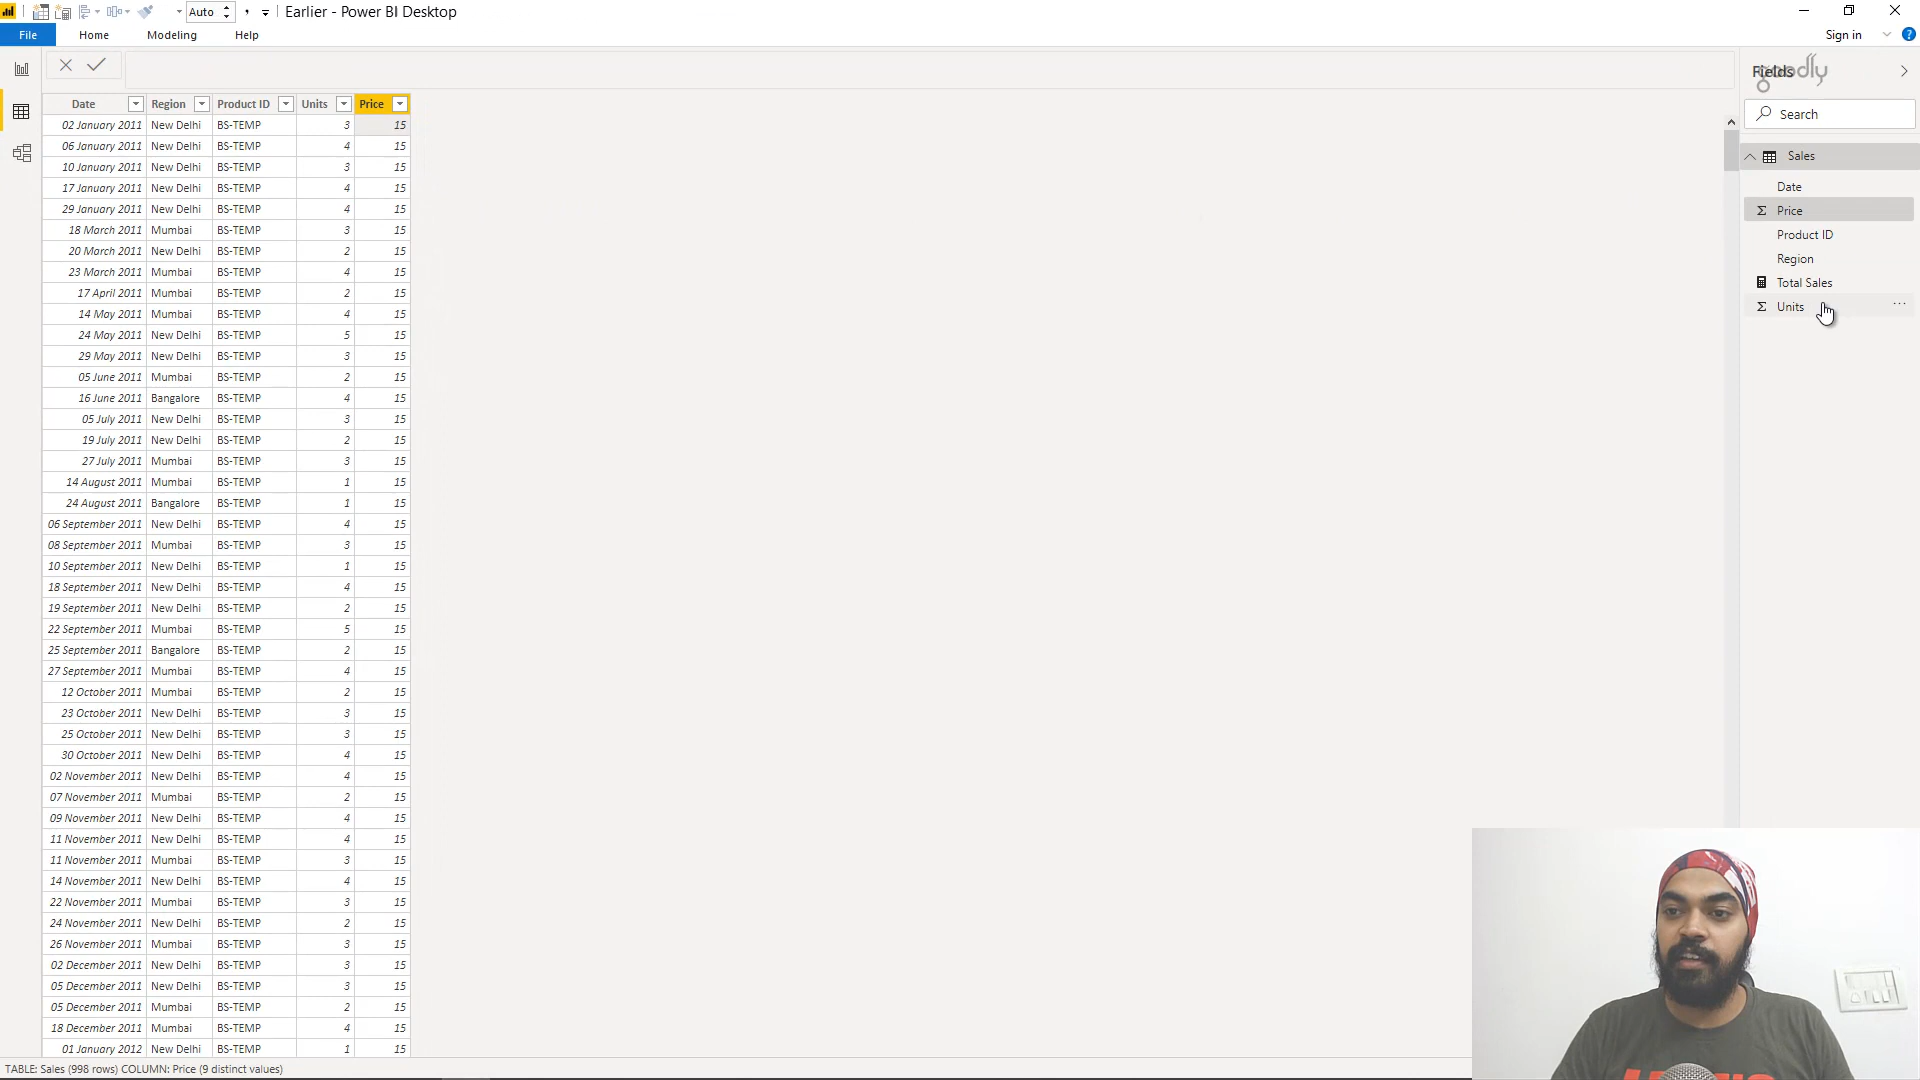 Auto Earlier - Power BI Desktop
File Home Modeling Help Sign in ?
Fields goodly
Search
Date Region Product ID Units Price
02 January 2011 New Delhi BS-TEMP 3 15
06 January 2011 New Delhi BS-TEMP 4 15
10 January 2011 New Delhi BS-TEMP 3 15
17 January 2011 New Delhi BS-TEMP 4 15
29 January 2011 New Delhi BS-TEMP 4 15
18 March 2011 Mumbai BS-TEMP 3 15
20 March 2011 New Delhi BS-TEMP 2 15
23 March 2011 Mumbai BS-TEMP 4 15
17 April 2011 Mumbai BS-TEMP 2 15
14 May 2011 Mumbai BS-TEMP 4 15
24 May 2011 New Delhi BS-TEMP 5 15
29 May 2011 New Delhi BS-TEMP 3 15
05 June 2011 Mumbai BS-TEMP 2 15
16 June 2011 Bangalore BS-TEMP 4 15
05 July 2011 New Delhi BS-TEMP 3 15
19 July 2011 New Delhi BS-TEMP 2 15
27 July 2011 Mumbai BS-TEMP 3 15
14 August 2011 Mumbai BS-TEMP 1 15
24 August 2011 Bangalore BS-TEMP 1 15
06 September 2011 New Delhi BS-TEMP 4 15
08 September 2011 Mumbai BS-TEMP 3 15
10 September 2011 New Delhi BS-TEMP 1 15
18 September 2011 New Delhi BS-TEMP 4 15
19 September 2011 New Delhi BS-TEMP 2 15
22 September 2011 Mumbai BS-TEMP 5 15
25 September 2011 Bangalore BS-TEMP 2 15
27 September 2011 Mumbai BS-TEMP 4 15
12 October 2011 Mumbai BS-TEMP 2 15
23 October 2011 New Delhi BS-TEMP 3 15
25 October 2011 New Delhi BS-TEMP 3 15
30 October 2011 New Delhi BS-TEMP 4 15
02 November 2011 New Delhi BS-TEMP 4 15
07 November 2011 Mumbai BS-TEMP 2 15
09 November 2011 New Delhi BS-TEMP 4 15
11 November 2011 New Delhi BS-TEMP 4 15
11 November 2011 Mumbai BS-TEMP 3 15
14 November 2011 New Delhi BS-TEMP 4 15
22 November 2011 Mumbai BS-TEMP 3 15
24 November 2011 New Delhi BS-TEMP 2 15
26 November 2011 Mumbai BS-TEMP 3 15
02 December 2011 New Delhi BS-TEMP 3 15
05 December 2011 New Delhi BS-TEMP 3 15
05 December 2011 Mumbai BS-TEMP 2 15
18 December 2011 Mumbai BS-TEMP 4 15
01 January 2012 New Delhi BS-TEMP 1 15
Sales
Date
Σ Price
Product ID
Region
Total Sales
Σ Units ...
TABLE: Sales (998 rows) COLUMN: Price (9 distinct values)